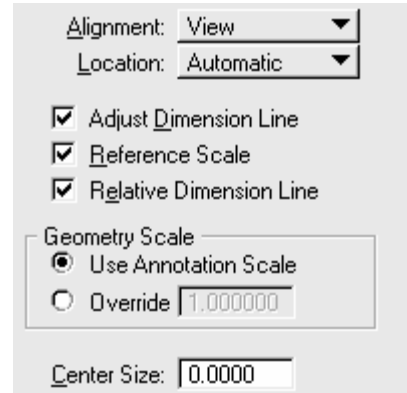 Alignment: View
Location: Automatic
Adjust Dimension Line
Reference Scale
Relative Dimension Line
Geometry Scale
Use Annotation Scale
Override 1.000000
Center Size: 0.0000